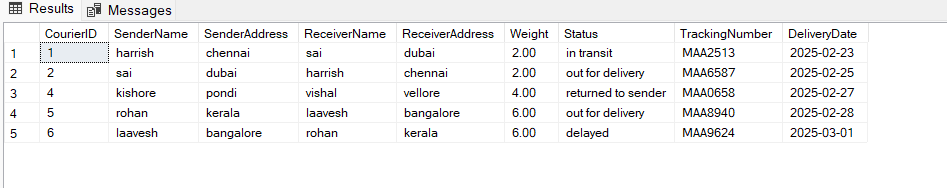 Results Messages
CourierID SenderName SenderAddress ReceiverName ReceiverAddress Weight Status TrackingNumber DeliveryDate
1 1 harrish chennai sai dubai 2.00 in transit MAA2513 2025-02-23
2 2 sai dubai harrish chennai 2.00 out for delivery MAA6587 2025-02-25
3 4 kishore pondi vishal vellore 4.00 returned to sender MAA0658 2025-02-27
4 5 rohan kerala laavesh bangalore 6.00 out for delivery MAA8940 2025-02-28
5 6 laavesh bangalore rohan kerala 6.00 delayed MAA9624 2025-03-01